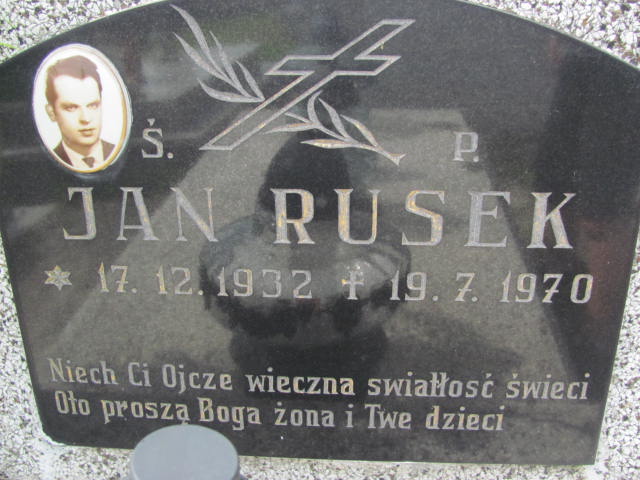 Ś. P.
JAN RUSEK
* 17. 12. 1932 ✝ 19. 7. 1970
Niech Ci Ojcze wieczna swiałłosć świeci
Oto proszą Boga żona i Twe dzieci